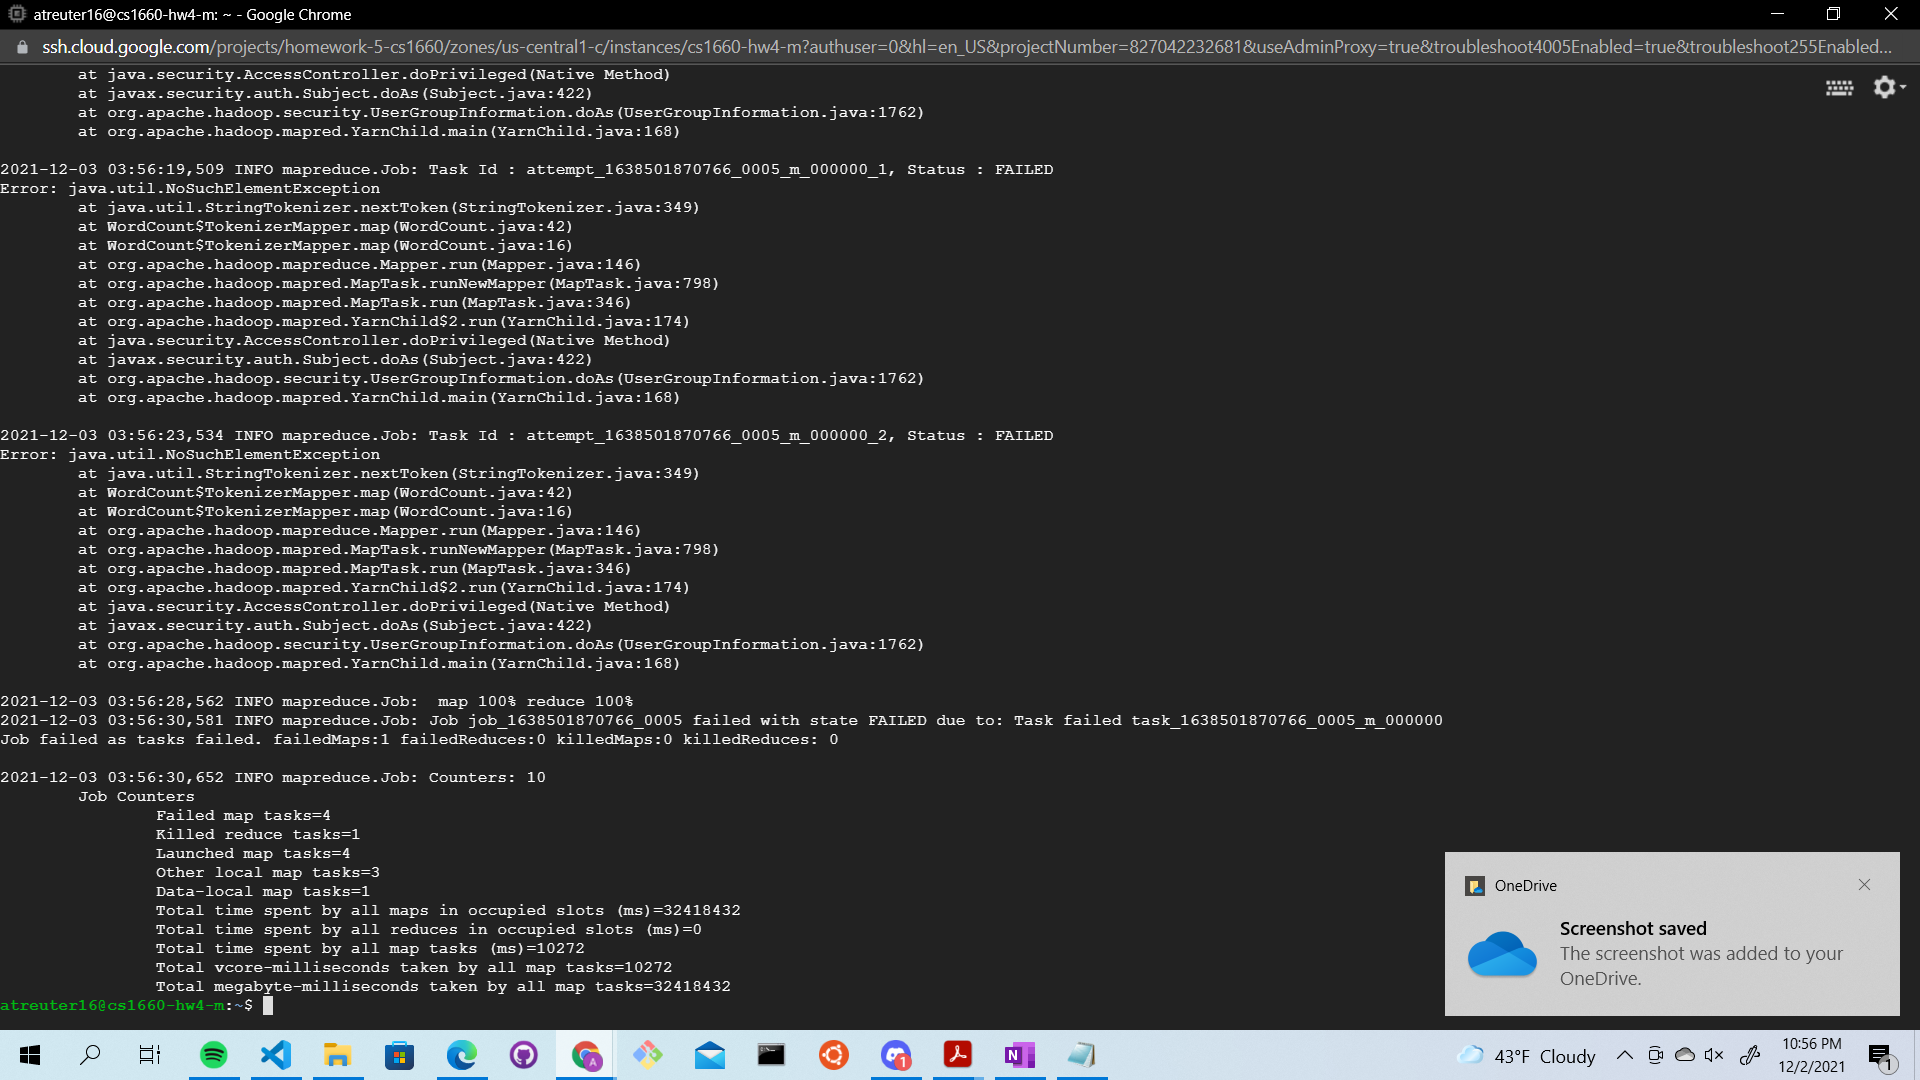 atreuter16@cs1660-hw4-m: ~ - Google Chrome
ssh.cloud.google.com/projects/homework-5-cs1660/zones/us-central1-c/instances/cs1660-hw4-m?authuser=0&hl=en_US&projectNumber=827042232681&useAdminProxy=true&troubleshoot4005Enabled=true&troubleshoot255Enabled...
at java.security.AccessController.doPrivileged(Native Method)
at javax.security.auth.Subject.doAs(Subject.java:422)
at org.apache.hadoop.security.UserGroupInformation.doAs(UserGroupInformation.java:1762)
at org.apache.hadoop.mapred.YarnChild.main(YarnChild.java:168)
2021-12-03 03:56:19,509 INFO mapreduce.Job: Task Id : attempt_1638501870766_0005_m_000000_1, Status : FAILED
Error: java.util.NoSuchElementException
at java.util.StringTokenizer.nextToken(StringTokenizer.java:349)
at WordCount$TokenizerMapper.map(WordCount.java:42)
at WordCount$TokenizerMapper.map(WordCount.java:16)
at org.apache.hadoop.mapreduce.Mapper.run(Mapper.java:146)
at org.apache.hadoop.mapred.MapTask.runNewMapper(MapTask.java:798)
at org.apache.hadoop.mapred.MapTask.run(MapTask.java:346)
at org.apache.hadoop.mapred.YarnChild$2.run(YarnChild.java:174)
at java.security.AccessController.doPrivileged(Native Method)
at javax.security.auth.Subject.doAs(Subject.java:422)
at org.apache.hadoop.security.UserGroupInformation.doAs(UserGroupInformation.java:1762)
at org.apache.hadoop.mapred.YarnChild.main(YarnChild.java:168)
2021-12-03 03:56:23,534 INFO mapreduce.Job: Task Id : attempt_1638501870766_0005_m_000000_2, Status : FAILED
Error: java.util.NoSuchElementException
at java.util.StringTokenizer.nextToken(StringTokenizer.java:349)
at WordCount$TokenizerMapper.map(WordCount.java:42)
at WordCount$TokenizerMapper.map(WordCount.java:16)
at org.apache.hadoop.mapreduce.Mapper.run(Mapper.java:146)
at org.apache.hadoop.mapred.MapTask.runNewMapper(MapTask.java:798)
at org.apache.hadoop.mapred.MapTask.run(MapTask.java:346)
at org.apache.hadoop.mapred.YarnChild$2.run(YarnChild.java:174)
at java.security.AccessController.doPrivileged(Native Method)
at javax.security.auth.Subject.doAs(Subject.java:422)
at org.apache.hadoop.security.UserGroupInformation.doAs(UserGroupInformation.java:1762)
at org.apache.hadoop.mapred.YarnChild.main(YarnChild.java:168)
2021-12-03 03:56:28,562 INFO mapreduce.Job:  map 100% reduce 100%
2021-12-03 03:56:30,581 INFO mapreduce.Job: Job job_1638501870766_0005 failed with state FAILED due to: Task failed task_1638501870766_0005_m_000000
Job failed as tasks failed. failedMaps:1 failedReduces:0 killedMaps:0 killedReduces: 0
2021-12-03 03:56:30,652 INFO mapreduce.Job: Counters: 10
Job Counters
Failed map tasks=4
Killed reduce tasks=1
Launched map tasks=4
Other local map tasks=3
Data-local map tasks=1
Total time spent by all maps in occupied slots (ms)=32418432
Total time spent by all reduces in occupied slots (ms)=0
Total time spent by all map tasks (ms)=10272
Total vcore-milliseconds taken by all map tasks=10272
Total megabyte-milliseconds taken by all map tasks=32418432
atreuter16@cs1660-hw4-m:~$
OneDrive
Screenshot saved
The screenshot was added to your
OneDrive.
A
1
N
43°F Cloudy
10:56 PM
12/2/2021
1